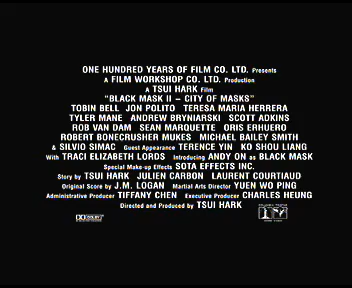 ONE HUNDRED YEARS OF FILM CO. LTD. Presents
A FILM WORKSHOP CO. LTD. Production
A TSUI HARK Film
"BLACK MASK II - CITY OF MASKS"
TOBIN BELL JON POLITO TERESA MARIA HERRERA
TYLER MANE ANDREW BRYNIARSKI SCOTT ADKINS
ROB VAN DAM SEAN MARQUETTE ORIS ERHUERO
ROBERT BONECRUSHER MUKES MICHAEL BAILEY SMITH
& SILVIO SIMAC Guest Appearance TERENCE YIN KO SHOU LIANG
With TRACI ELIZABETH LORDS Introducing ANDY ON as BLACK MASK
Special Make-up Effects SOTA EFFECTS INC.
Story by TSUI HARK JULIEN CARBON LAURENT COURTIAUD
Original Score by J.M. LOGAN Martial Arts Director YUEN WO PING
Administrative Producer TIFFANY CHEN Executive Producer CHARLES HEUNG
Directed and Produced by TSUI HARK
DOLBY